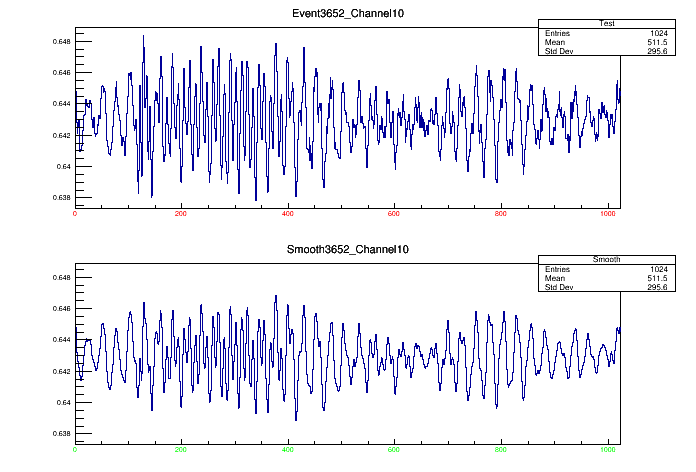 Event3652_Channel10
Test
Entries 1024
Mean 511.5
Std Dev 295.6
0.648
0.646
0.644
0.642
0.64
0.638
0 200 400 600 800 1000
Smooth3652_Channel10
Smooth
Entries 1024
Mean 511.5
Std Dev 295.6
0.648
0.646
0.644
0.642
0.64
0.638
0 200 400 600 800 1000